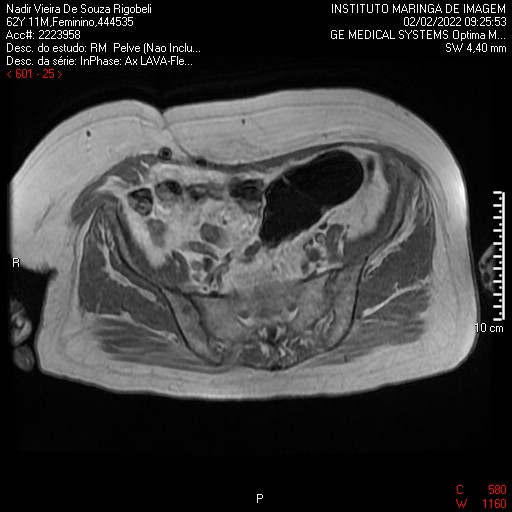 Nadir Vieira De Souza Rigobeli
62Y 11M,Feminino,444535
Acc#: 2223958
Desc. do estudo: RM Pelve (Nao Inclu...
Desc. da série: InPhase: Ax LAVA-Fle...
< 601 - 25 >
INSTITUTO MARINGA DE IMAGEM
02/02/2022 09:25:53
GE MEDICAL SYSTEMS Optima M...
SW 4,40 mm
R
10 cm
P
C 580
W 1160